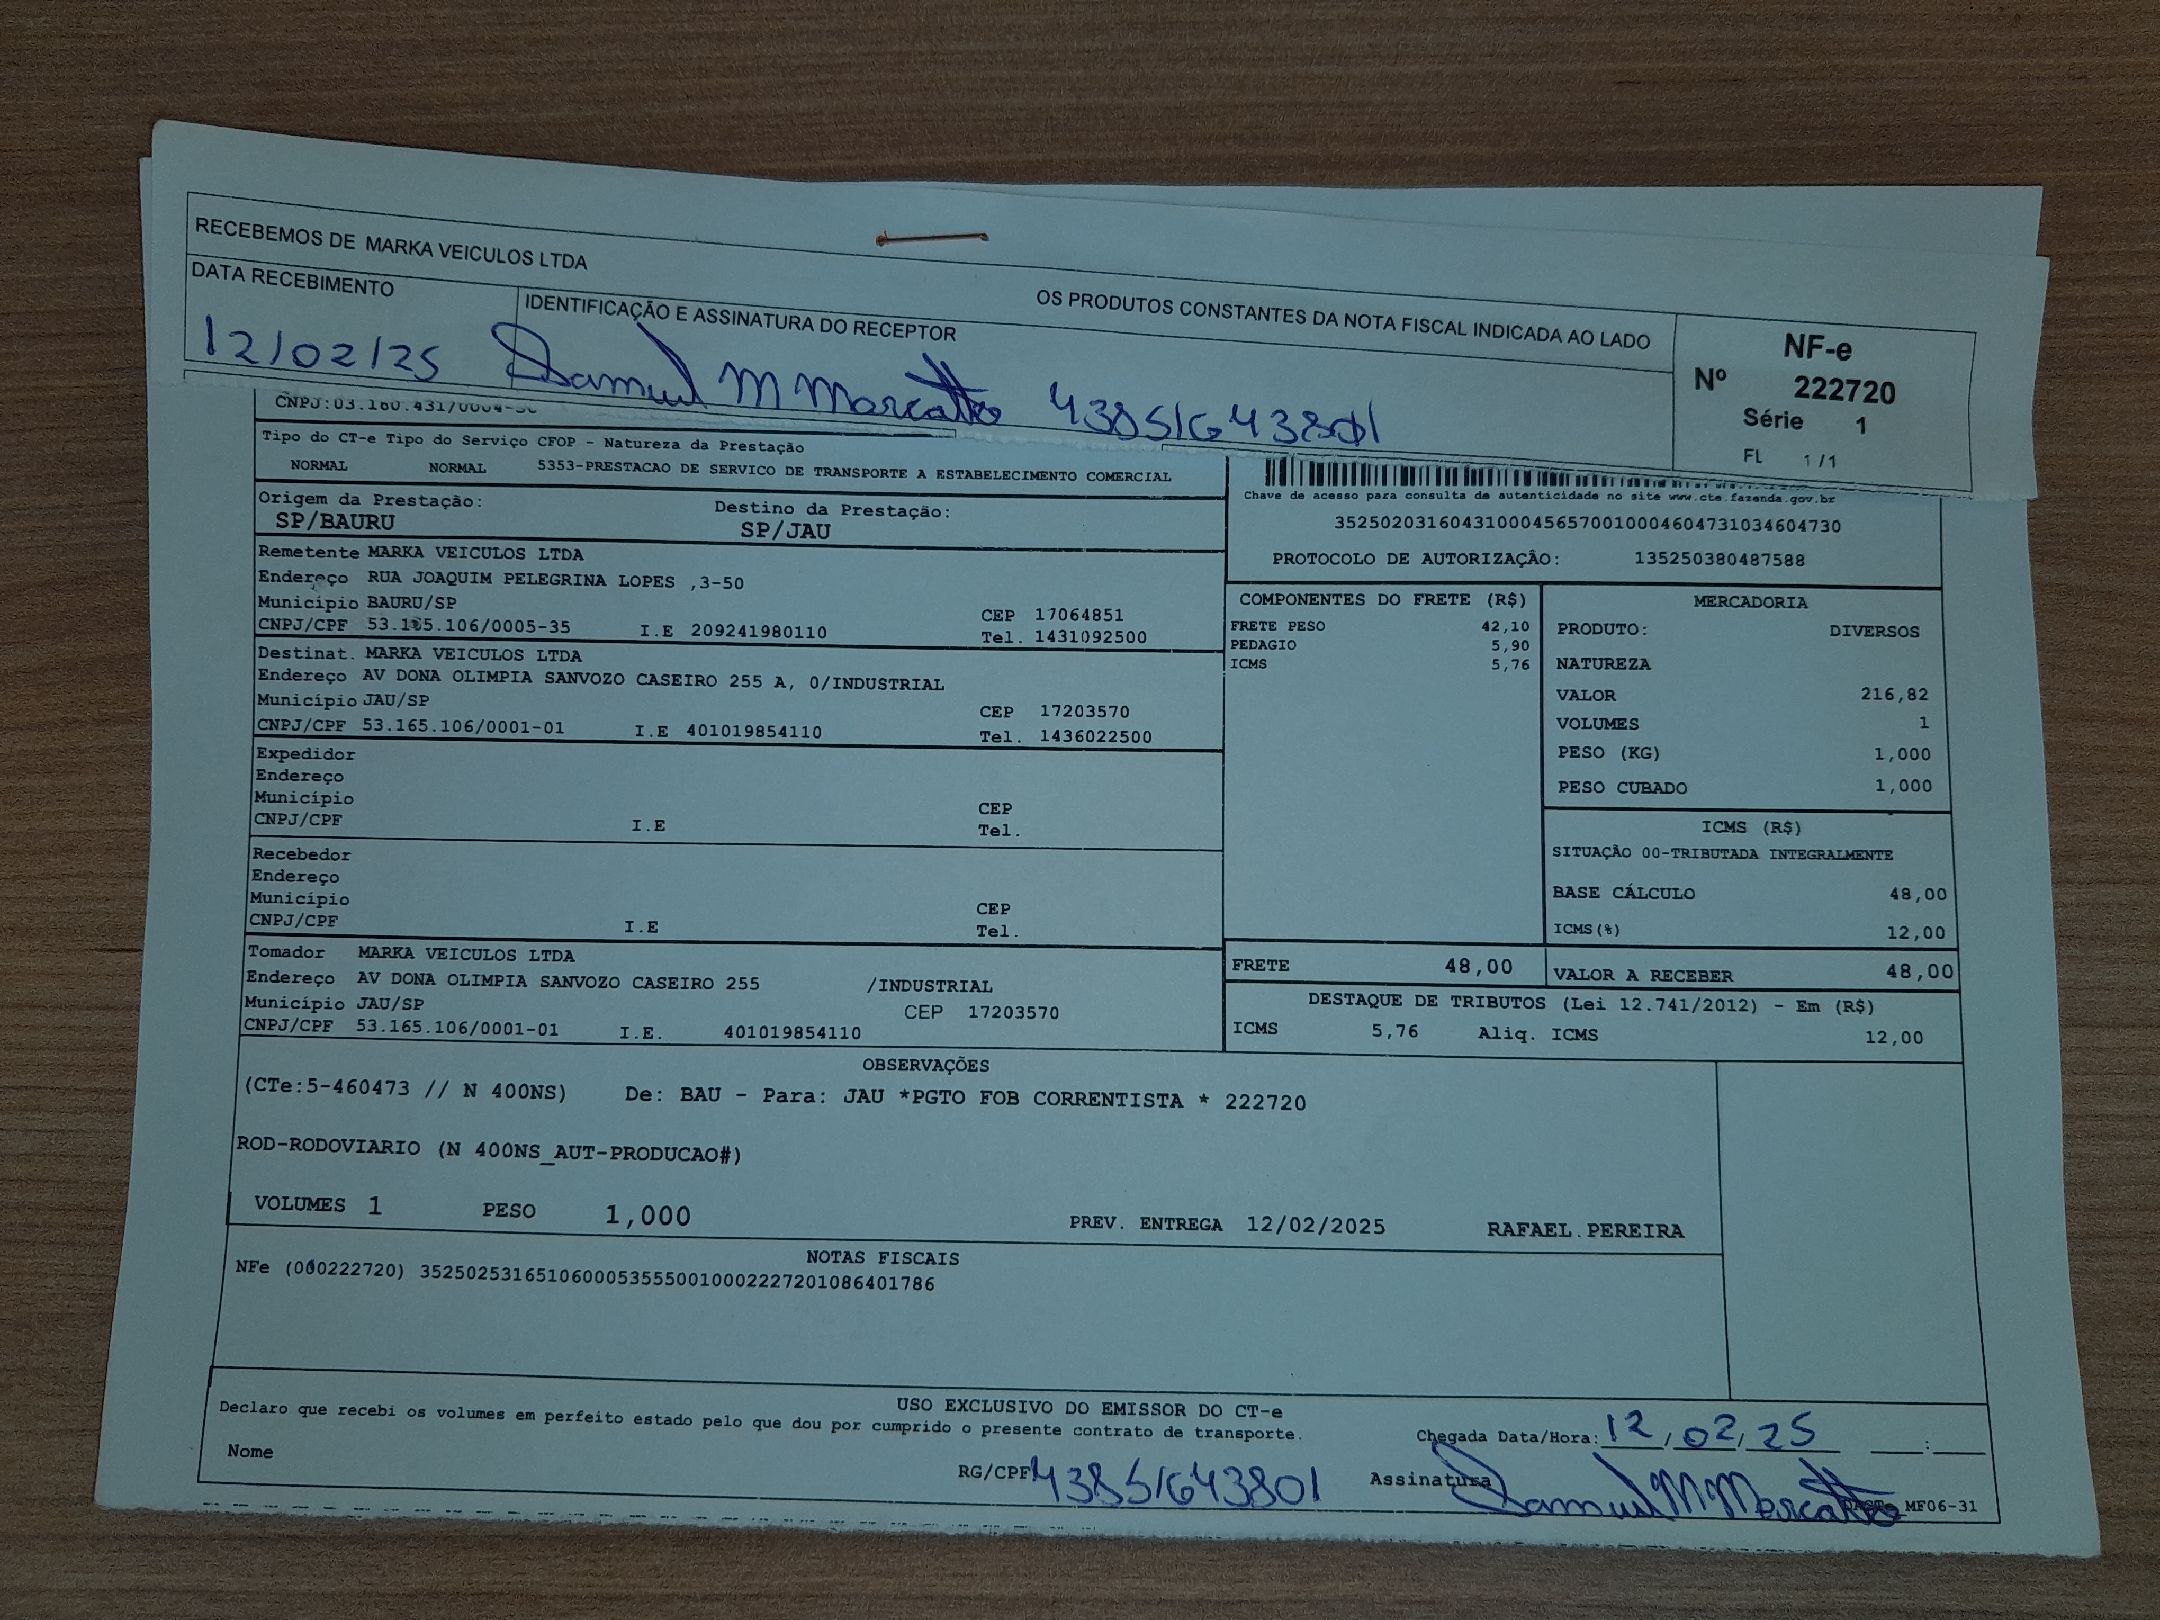 RECEBEMOS DE MARKA VEICULOS LTDA OS PRODUTOS CONSTANTES DA NOTA FISCAL INDICADA AO LADO
DATA RECEBIMENTO
IDENTIFICAÇÃO E ASSINATURA DO RECEPTOR
12/02/25
43851643801
NF-e
Nº 222720
Série 1
FL 1/1
CNPJ:03.160.431/0004-
Tipo do CT-e Tipo do Serviço CFOP - Natureza da Prestação
NORMAL NORMAL 5353-PRESTACAO DE SERVICO DE TRANSPORTE A ESTABELECIMENTO COMERCIAL
Origem da Prestação: Destino da Prestação:
SP/BAURU SP/JAU
Chave de acesso para consulta de autenticidade no site www.cte.fazenda.gov.br
35250203160431000456570010004604731034604730
PROTOCOLO DE AUTORIZAÇÃO: 135250380487588
Remetente MARKA VEICULOS LTDA
Endereço RUA JOAQUIM PELEGRINA LOPES ,3-50
Município BAURU/SP CEP 17064851
CNPJ/CPF 53.165.106/0005-35 I.E 209241980110 Tel. 1431092500
Destinat. MARKA VEICULOS LTDA
Endereço AV DONA OLIMPIA SANVOZO CASEIRO 255 A, 0/INDUSTRIAL
Município JAU/SP CEP 17203570
CNPJ/CPF 53.165.106/0001-01 I.E 401019854110 Tel. 1436022500
Expedidor
Endereço
Município CEP
CNPJ/CPF I.E Tel.
Recebedor
Endereço
Município CEP
CNPJ/CPF I.E Tel.
Tomador MARKA VEICULOS LTDA
Endereço AV DONA OLIMPIA SANVOZO CASEIRO 255 /INDUSTRIAL
Município JAU/SP CEP 17203570
CNPJ/CPF 53.165.106/0001-01 I.E. 401019854110
COMPONENTES DO FRETE (R$)
FRETE PESO 42,10
PEDAGIO 5,90
ICMS 5,76
MERCADORIA
PRODUTO: DIVERSOS
NATUREZA
VALOR 216,82
VOLUMES 1
PESO (KG) 1,000
PESO CUBADO 1,000
ICMS (R$)
SITUAÇÃO 00-TRIBUTADA INTEGRALMENTE
BASE CÁLCULO 48,00
ICMS(%) 12,00
FRETE 48,00 VALOR A RECEBER 48,00
DESTAQUE DE TRIBUTOS (Lei 12.741/2012) - Em (R$)
ICMS 5,76 Aliq. ICMS 12,00
OBSERVAÇÕES
(CTe:5-460473 // N 400NS) De: BAU - Para: JAU *PGTO FOB CORRENTISTA * 222720
ROD-RODOVIARIO (N 400NS_AUT-PRODUCAO#)
VOLUMES 1 PESO 1,000 PREV. ENTREGA 12/02/2025 RAFAEL.PEREIRA
NOTAS FISCAIS
NFe (000222720) 35250253165106000535550010002227201086401786
USO EXCLUSIVO DO EMISSOR DO CT-e
Declaro que recebi os volumes em perfeito estado pelo que dou por cumprido o presente contrato de transporte.
Chegada Data/Hora: 12/02/25 :
Nome RG/CPF 43851643801 Assinatura
MF06-31